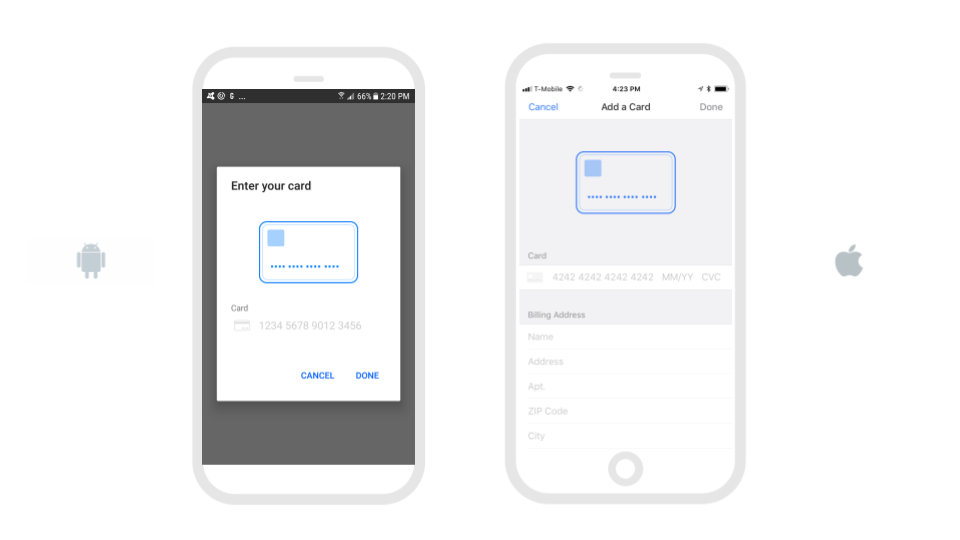 G ... 66% 2:20 PM
Enter your card
Card
1234 5678 9012 3456
CANCEL DONE
T-Mobile 4:23 PM
Cancel Add a Card Done
Card
4242 4242 4242 4242 MM/YY CVC
Billing Address
Name
Address
Apt.
ZIP Code
City